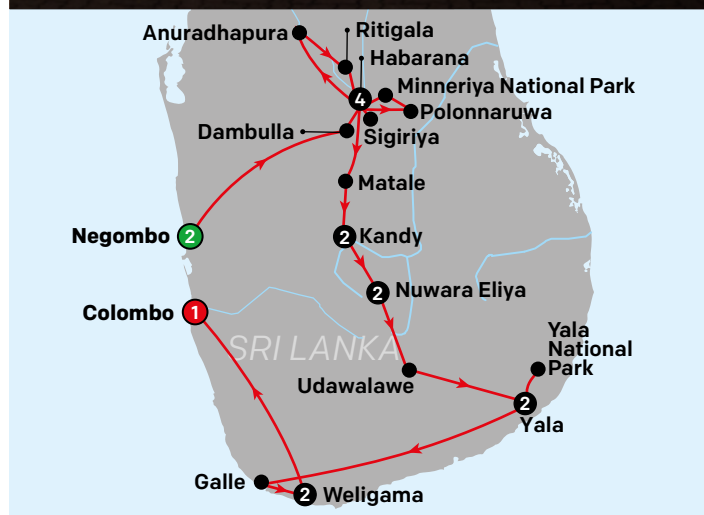 Anuradhapura
Ritigala
Habarana
Minneriya National Park
4
Polonnaruwa
Dambulla
Sigiriya
Matale
Negombo
2
2
Kandy
2
Nuwara Eliya
Colombo
1
SRI LANKA
Yala
National
Park
Udawalawe
2
Yala
Galle
2
Weligama